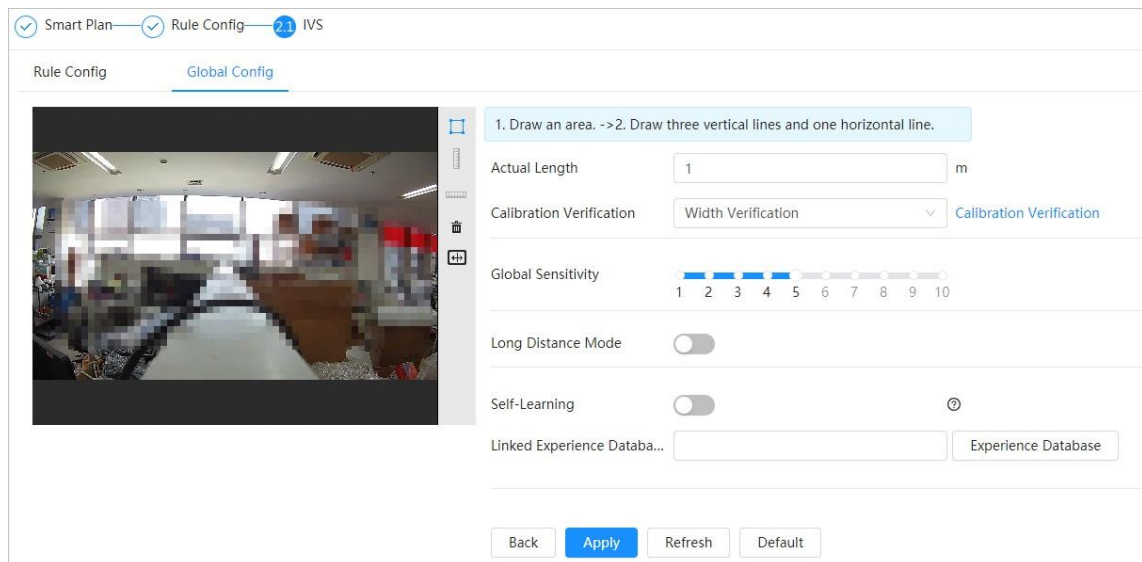 Smart Plan Rule Config 2.1 IVS
Rule Config Global Config
1. Draw an area. ->2. Draw three vertical lines and one horizontal line.
Actual Length 1 m
Calibration Verification Width Verification Calibration Verification
Global Sensitivity
1 2 3 4 5 6 7 8 9 10
Long Distance Mode
Self-Learning
Linked Experience Databa... Experience Database
Back Apply Refresh Default